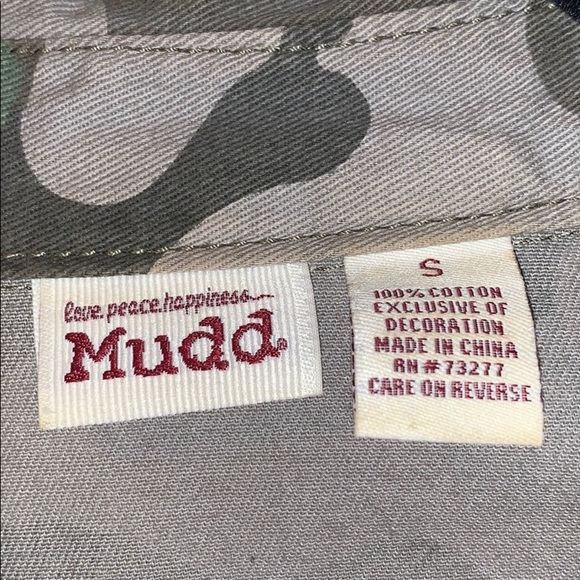 love. peace. happiness
Mudd®
S
100% COTTON
EXCLUSIVE OF
DECORATION
MADE IN CHINA
RN#73277
CARE ON REVERSE